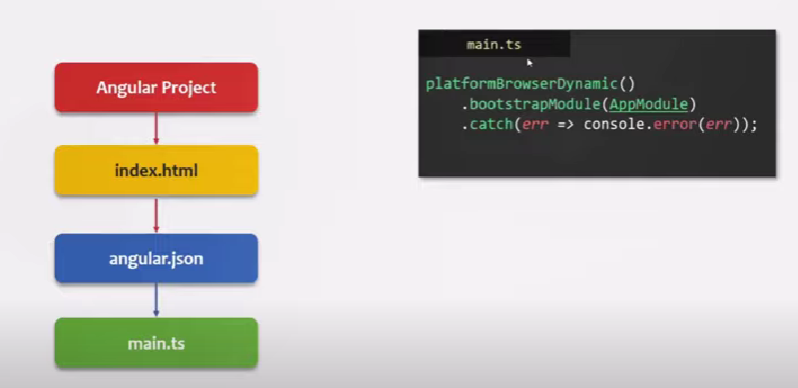 Angular Project
index.html
angular.json
main.ts
main.ts
platformBrowserDynamic()
.bootstrapModule(AppModule)
.catch(err => console.error(err));